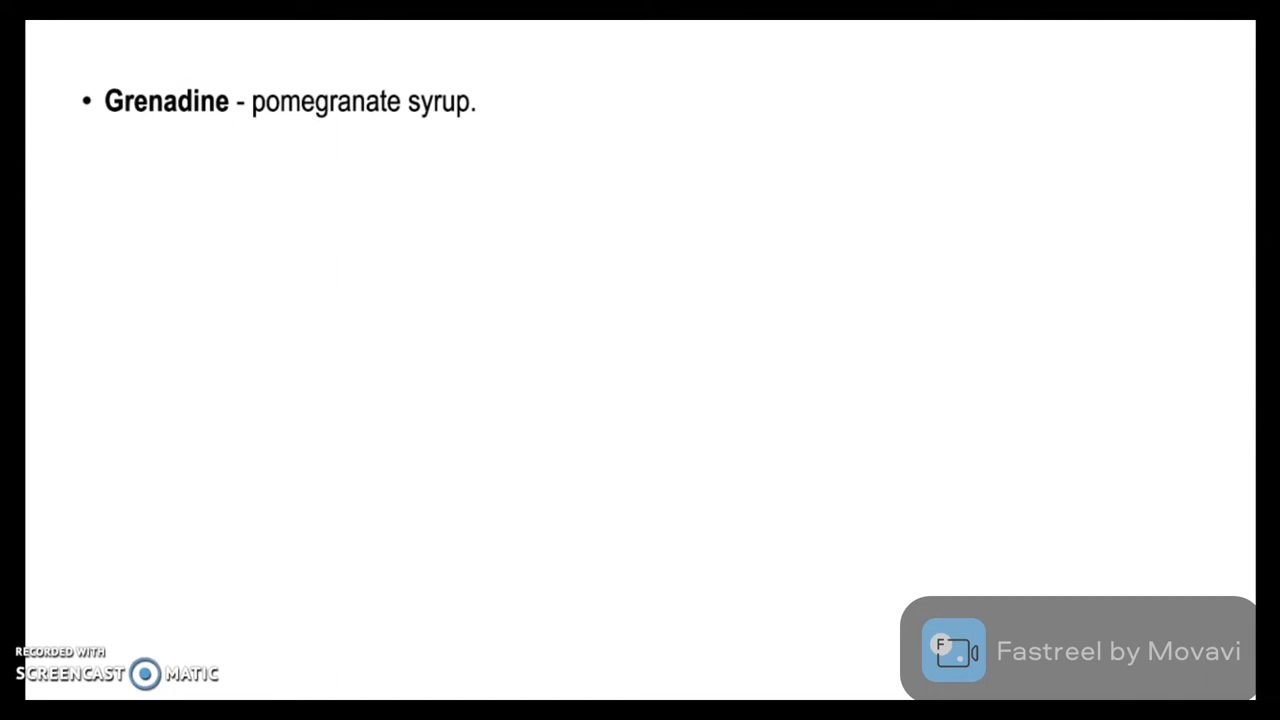 • Grenadine - pomegranate syrup.
RECORDED WITH
SCREENCAST MATIC
F
Fastreel by Movavi